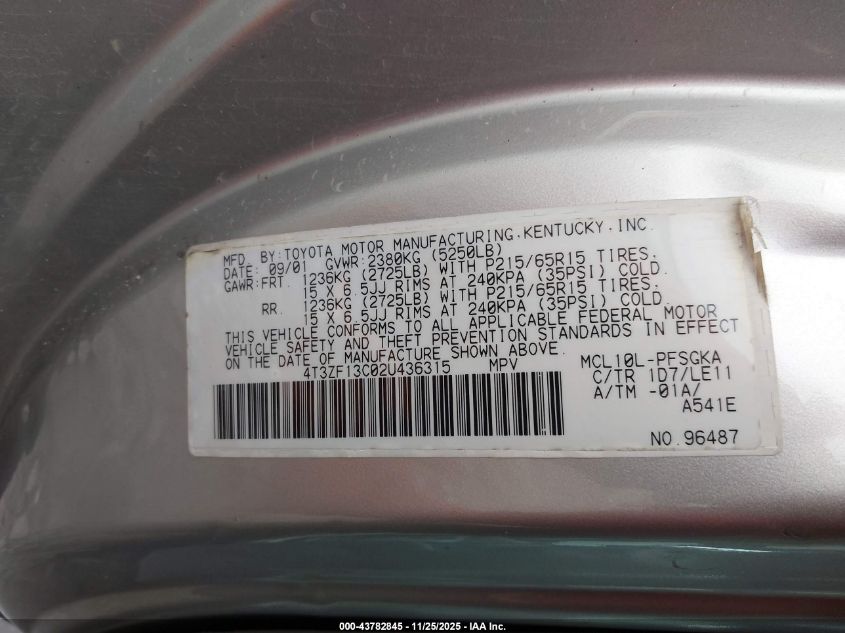 MFD. BY:TOYOTA MOTOR MANUFACTURING,KENTUCKY,INC.
DATE: 09/01 GVWR:2380KG (5250LB)
GAWR:FRT. 1236KG (2725LB) WITH P215/65R15 TIRES.
15 X 6.5JJ RIMS AT 240KPA (35PSI) COLD.
RR. 1236KG (2725LB) WITH P215/65R15 TIRES.
15 X 6.5JJ RIMS AT 240KPA (35PSI) COLD.
THIS VEHICLE CONFORMS TO ALL APPLICABLE FEDERAL MOTOR
VEHICLE SAFETY AND THEFT PREVENTION STANDARDS IN EFFECT
ON THE DATE OF MANUFACTURE SHOWN ABOVE.
4T3ZF13C02U436315 MPV MCL10L-PFSGKA
C/TR 1D7/LE11
A/TM -01A/
A541E
NO.96487
000-43782845 - 11/25/2025 - IAA Inc.